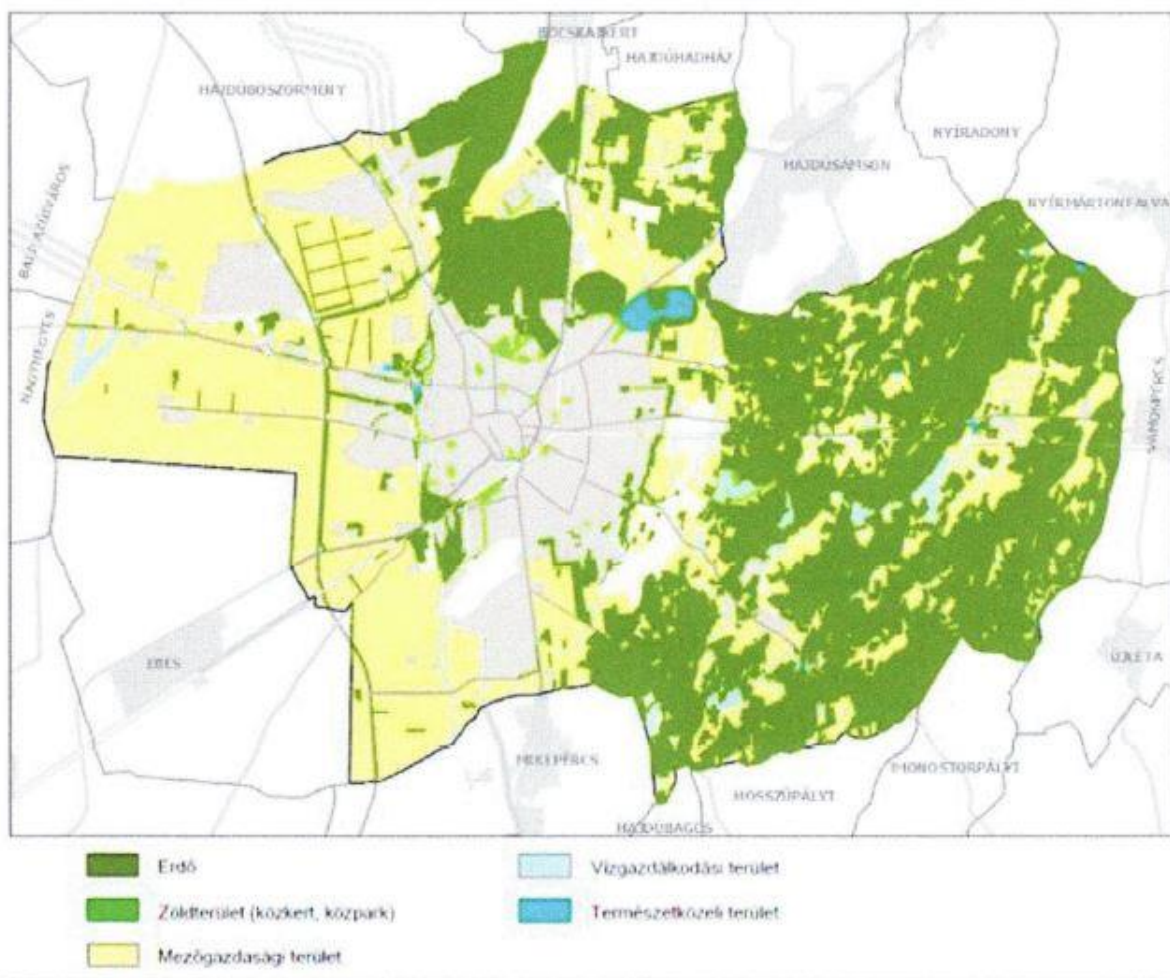 BOCSKAIKERT
HAJDÚHADHÁZ
HAJDÚBÖSZÖRMÉNY
NYÍRADONY
HAJDÚSÁMSON
NYÍRMÁRTONFALVA
BALMAZÚJVÁROS
NAGYHEGYES
VÁMOSPÉRCS
EBES
ÚJLÉTA
MIKEPÉRCS
MONOSTORPÁLYI
HOSSZÚPÁLYI
HAJDÚBAGOS
Erdő
Zöldterület (közkert, közpark)
Mezőgazdasági terület
Vízgazdálkodási terület
Természetközeli terület